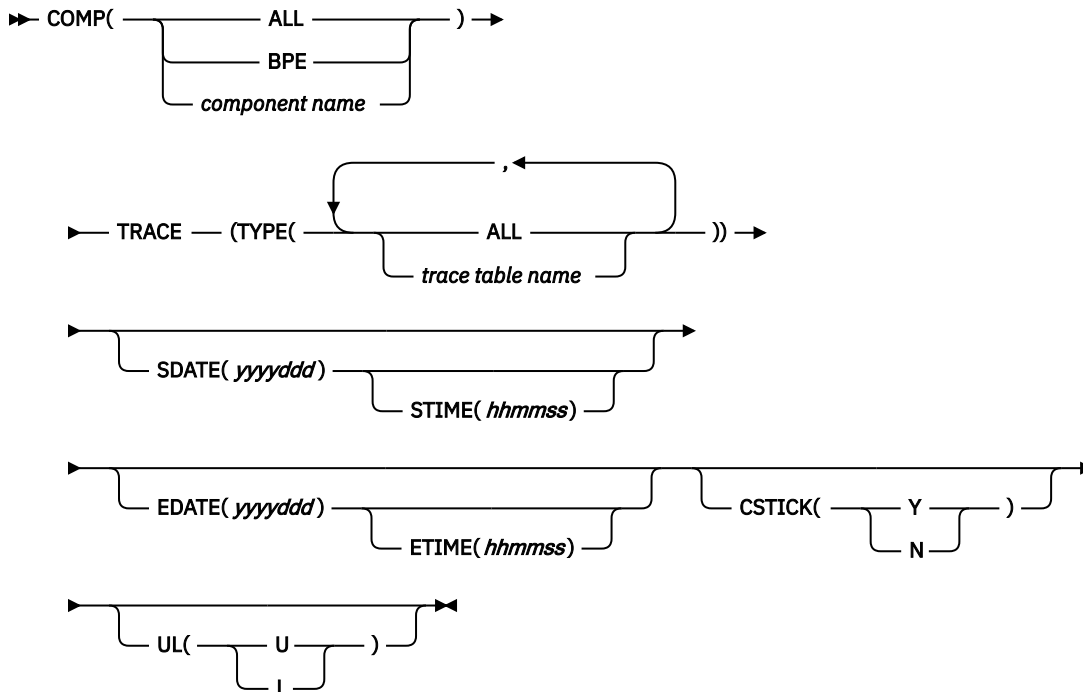 COMP( ALL )
BPE
component name
,
TRACE (TYPE( ALL ))
trace table name
SDATE( yyyyddd )
STIME( hhmmss )
EDATE( yyyyddd ) CSTICK( Y )
ETIME( hhmmss ) N
UL( U )